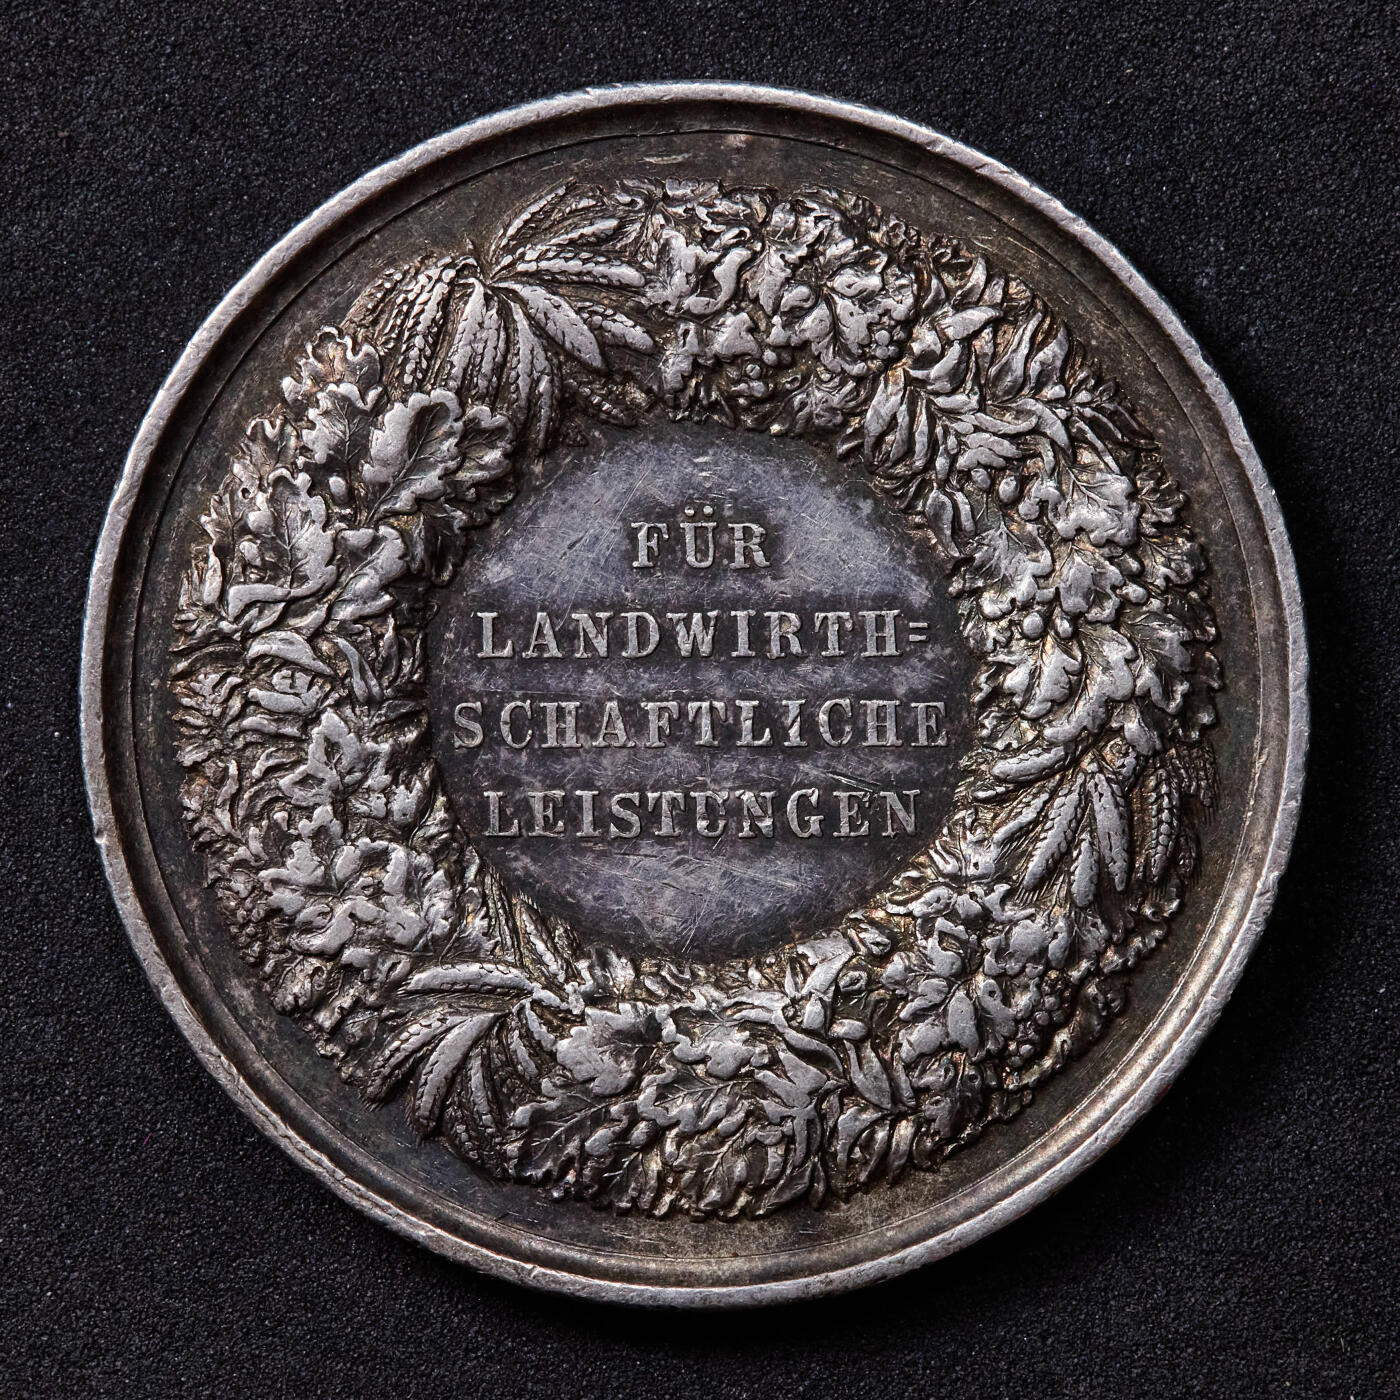 FÜR
LANDWIRTH=
SCHAFTLICHE
LEISTUNGEN